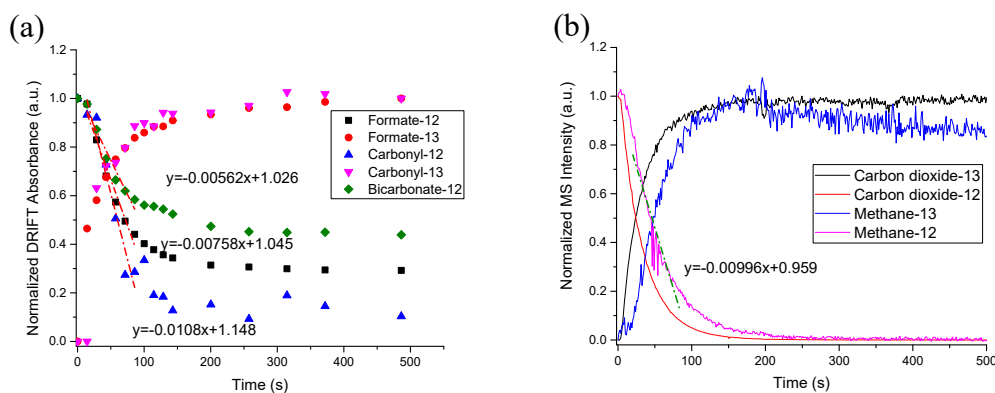 (a)
1.2
1.0
0.8
0.6
0.4
0.2
0.0
Normalized DRIFT Absorbance (a.u.)
Formate-12
Formate-13
Carbonyl-12
Carbonyl-13
Bicarbonate-12
y=-0.00562x+1.026
y=-0.00758x+1.045
y=-0.0108x+1.148
0 100 200 300 400 500 600
Time (s)
(b)
1.2
1.0
0.8
0.6
0.4
0.2
0.0
Normalized MS Intensity (a.u.)
Carbon dioxide-13
Carbon dioxide-12
Methane-13
Methane-12
y=-0.00996x+0.959
0 100 200 300 400 500
Time (s)